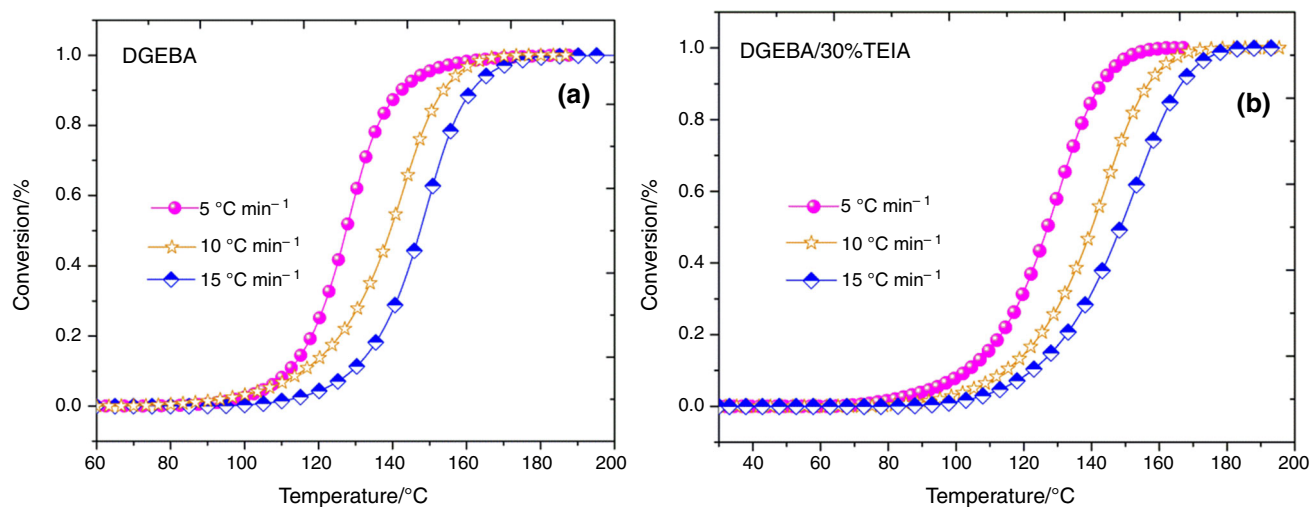 DGEBA
(a)
Conversion/%
1.0
0.8
0.6
0.4
0.2
0.0
5 °C min⁻¹
10 °C min⁻¹
15 °C min⁻¹
60 80 100 120 140 160 180 200
Temperature/°C
DGEBA/30%TEIA
(b)
Conversion/%
1.0
0.8
0.6
0.4
0.2
0.0
5 °C min⁻¹
10 °C min⁻¹
15 °C min⁻¹
40 60 80 100 120 140 160 180 200
Temperature/°C